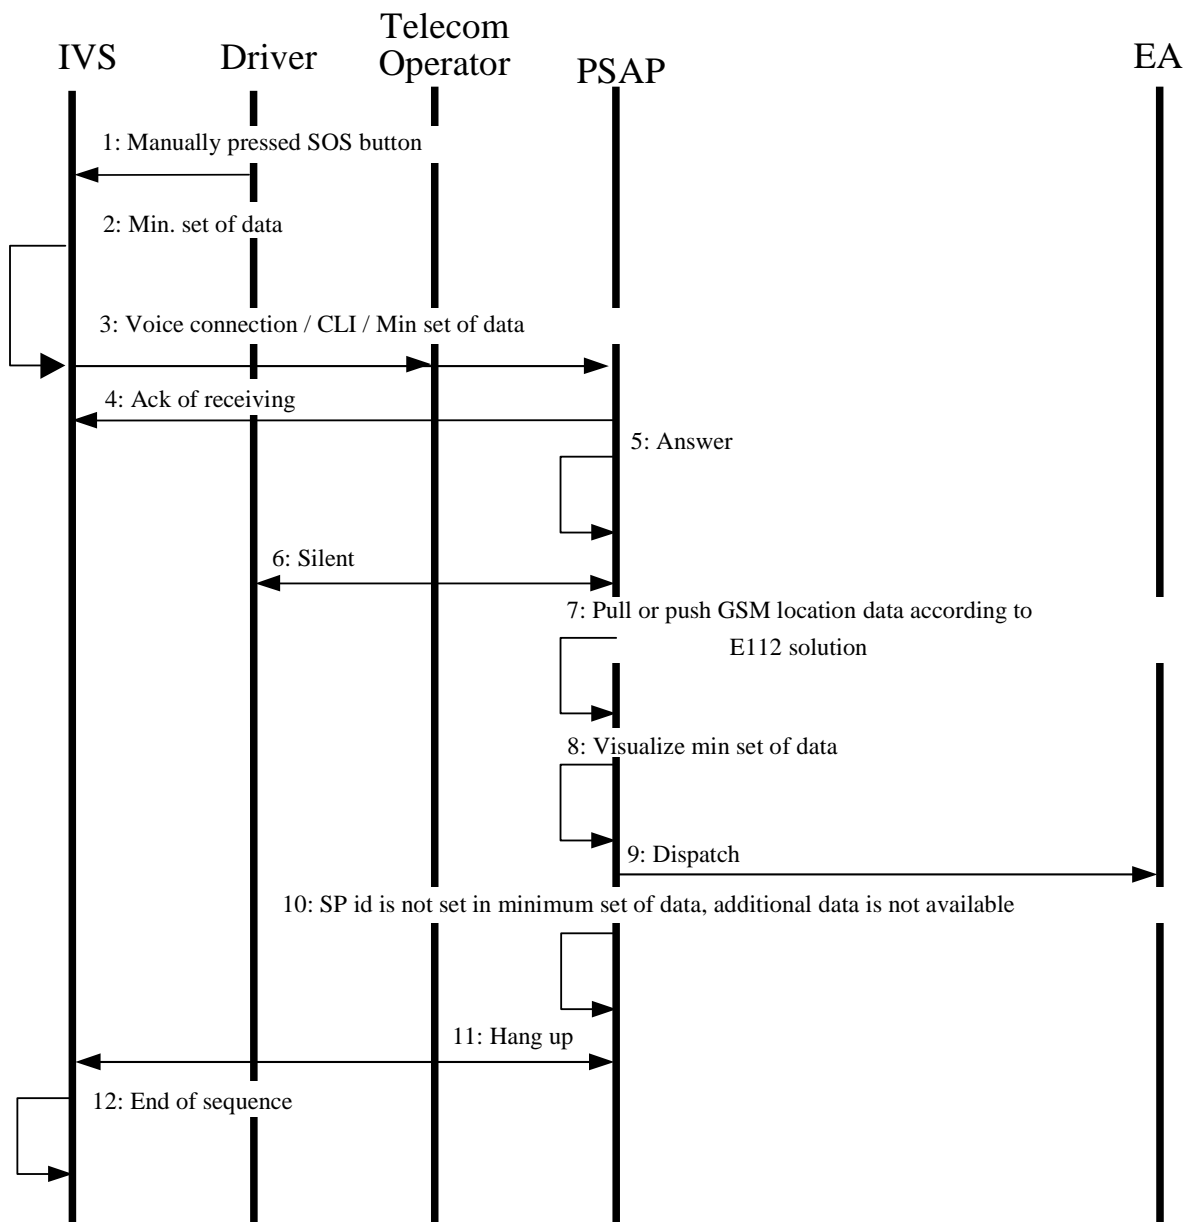 IVS
Driver
Telecom
Operator
PSAP
EA
1: Manually pressed SOS button
2: Min. set of data
3: Voice connection / CLI / Min set of data
4: Ack of receiving
5: Answer
6: Silent
7: Pull or push GSM location data according to
E112 solution
8: Visualize min set of data
9: Dispatch
10: SP id is not set in minimum set of data, additional data is not available
11: Hang up
12: End of sequence